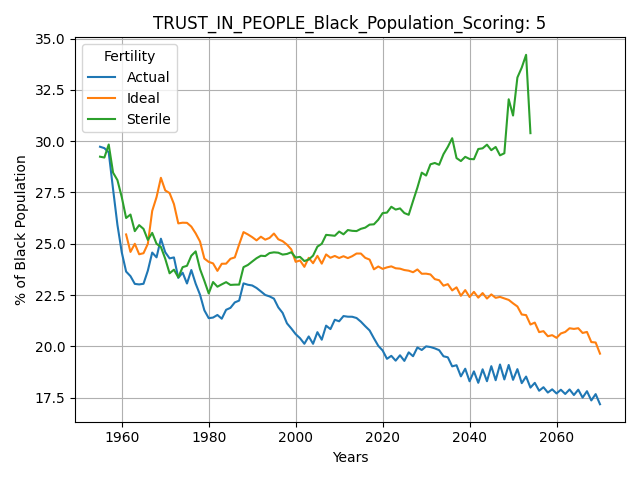 TRUST_IN_PEOPLE_Black_Population_Scoring: 5
% of Black Population
35.0
32.5
30.0
27.5
25.0
22.5
20.0
17.5
Fertility
Actual
Ideal
Sterile
1960 1980 2000 2020 2040 2060
Years